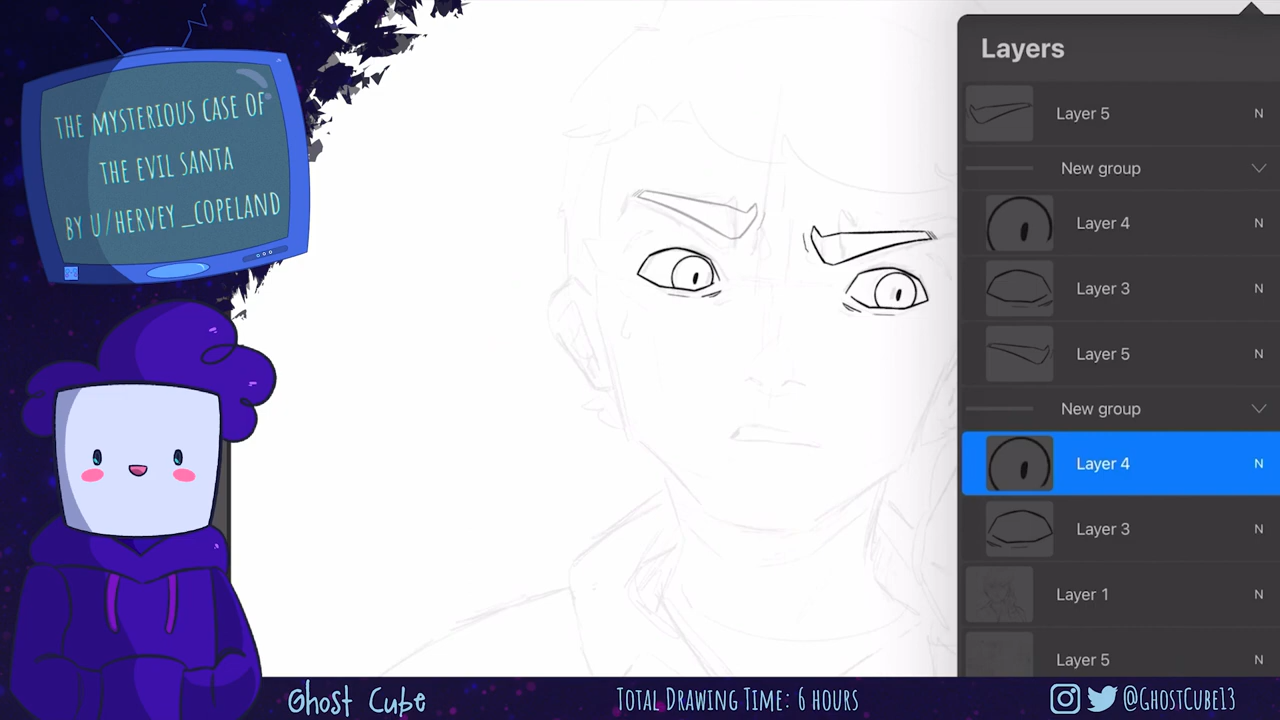 THE MYSTERIOUS CASE OF
THE EVIL SANTA
BY U/HERVEY_COPELAND
Layers
Layer 5 N
New group
Layer 4 N
Layer 3 N
Layer 5 N
New group
Layer 4 N
Layer 3 N
Layer 1 N
Layer 5 N
Ghost Cube
TOTAL DRAWING TIME: 6 HOURS
@GHOSTCUBE13